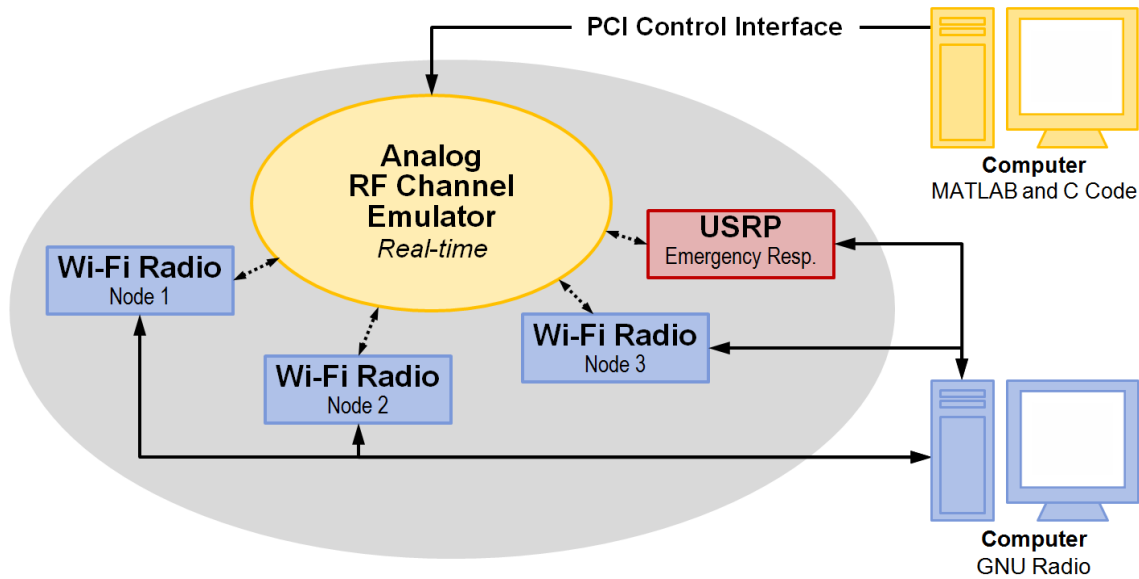 PCI Control Interface
Analog
RF Channel
Emulator
Real-time
Computer
MATLAB and C Code
USRP
Emergency Resp.
Wi-Fi Radio
Node 1
Wi-Fi Radio
Node 3
Wi-Fi Radio
Node 2
Computer
GNU Radio